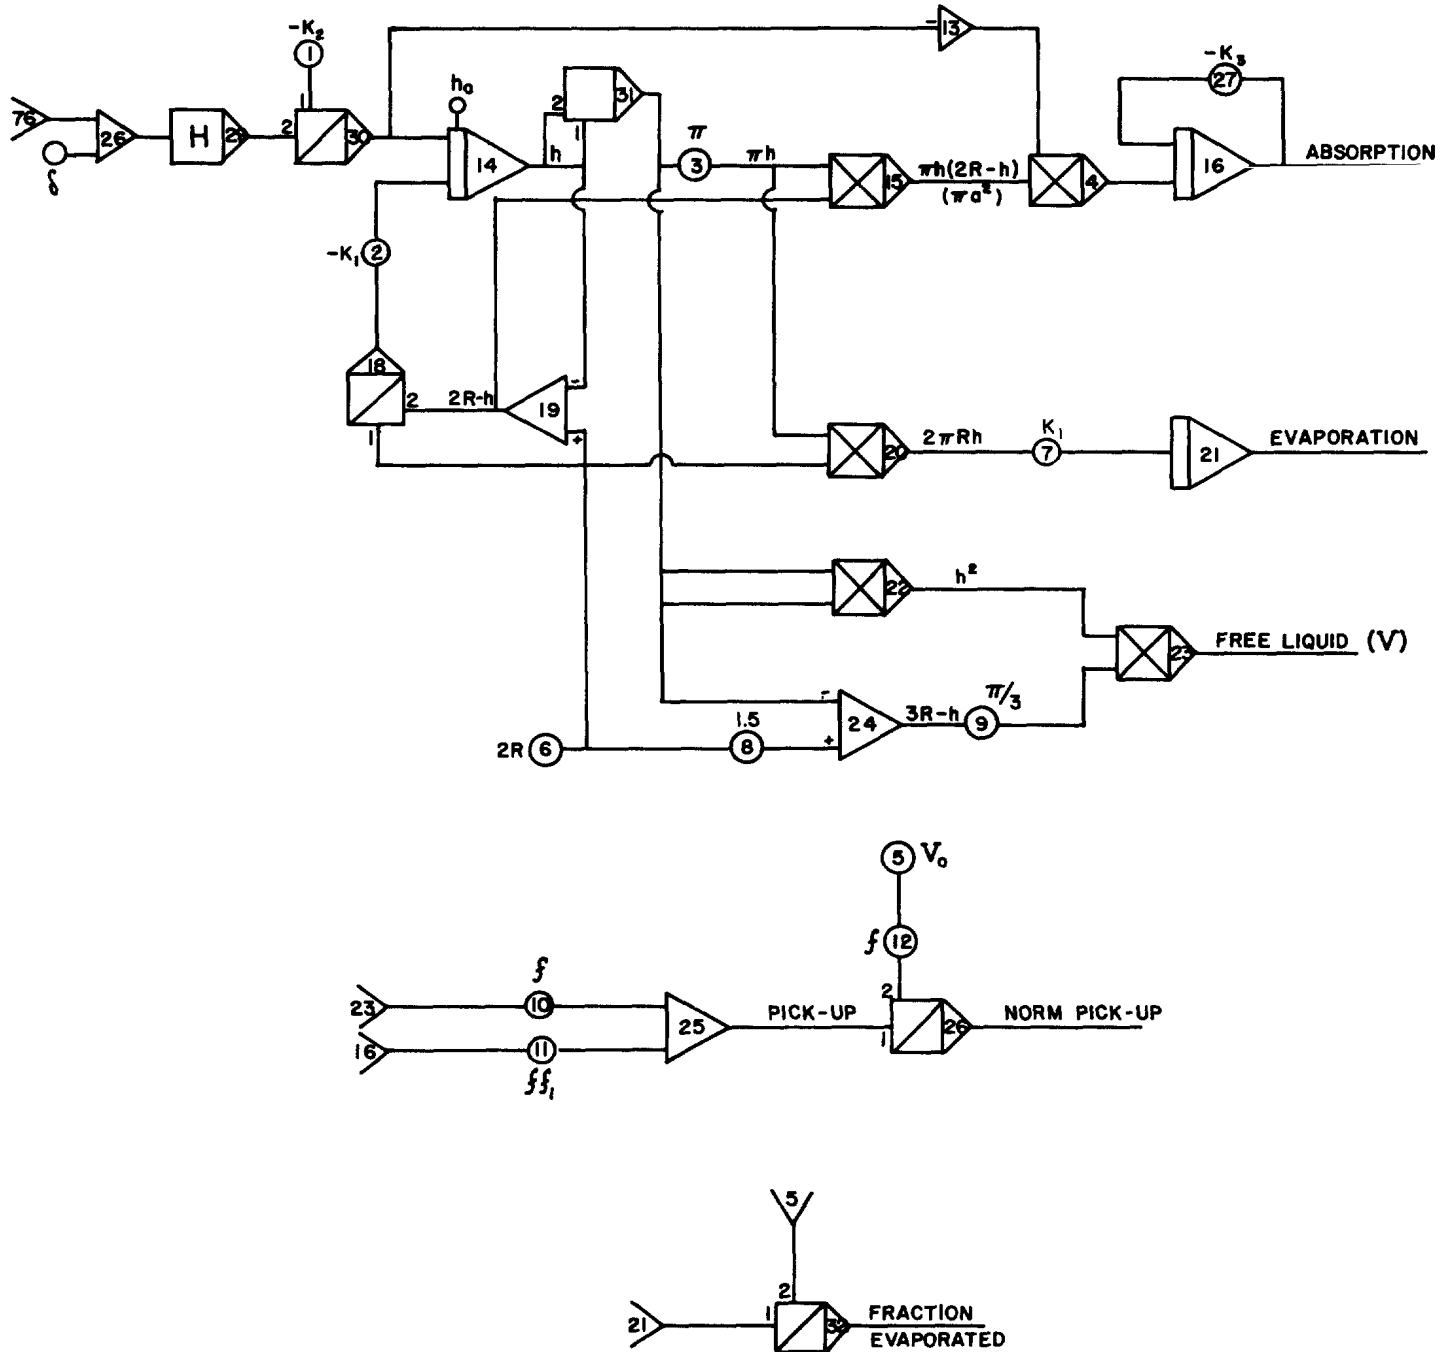 -K₂
1
1
76
26
δ
H
29
2
30
h₀
14
h
2
1
31
-13
-K₃
27
π
3
πh
15
πh(2R-h)
(πa²)
4
16
ABSORPTION
-K₁ 2
18
2
1
2R-h
19
-
+
20
2πRh
K₁
7
21
EVAPORATION
22
h²
23
FREE LIQUID (V)
-
24
+
3R-h
π/3
9
1.5
8
2R 6
5 V₀
f 12
f
23
10
16
11
ff₁
25
PICK-UP
2
1
26
NORM PICK-UP
5
2
21
1
32
FRACTION
EVAPORATED